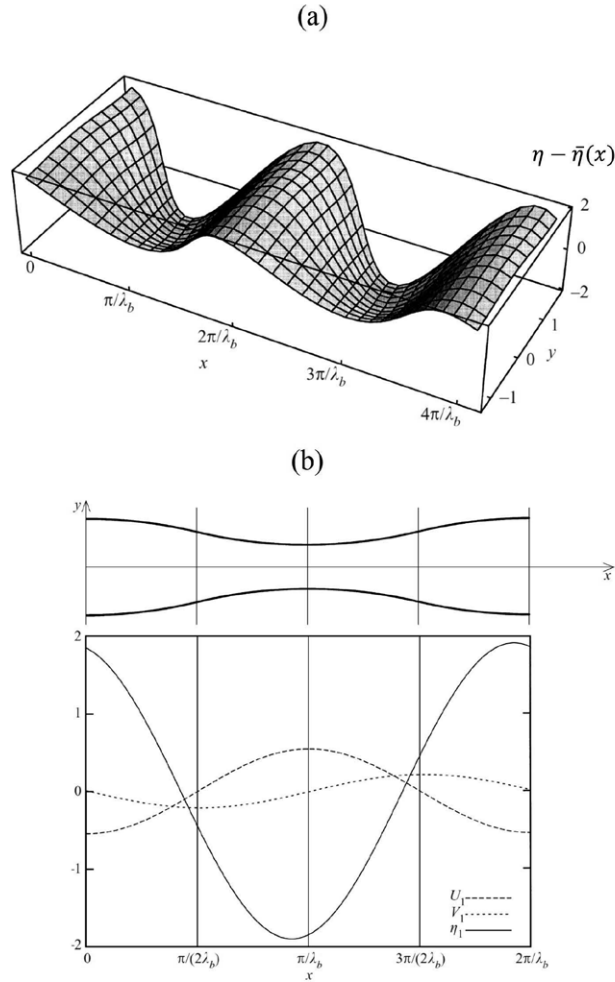 (a)
η − η̄(x)
2
0
−2
1
0
−1
y
0
π/λ_b
2π/λ_b
3π/λ_b
4π/λ_b
x
(b)
y
x
2
1
0
-1
-2
U_1
V_1
η_1
0
π/(2λ_b)
π/λ_b
3π/(2λ_b)
2π/λ_b
x